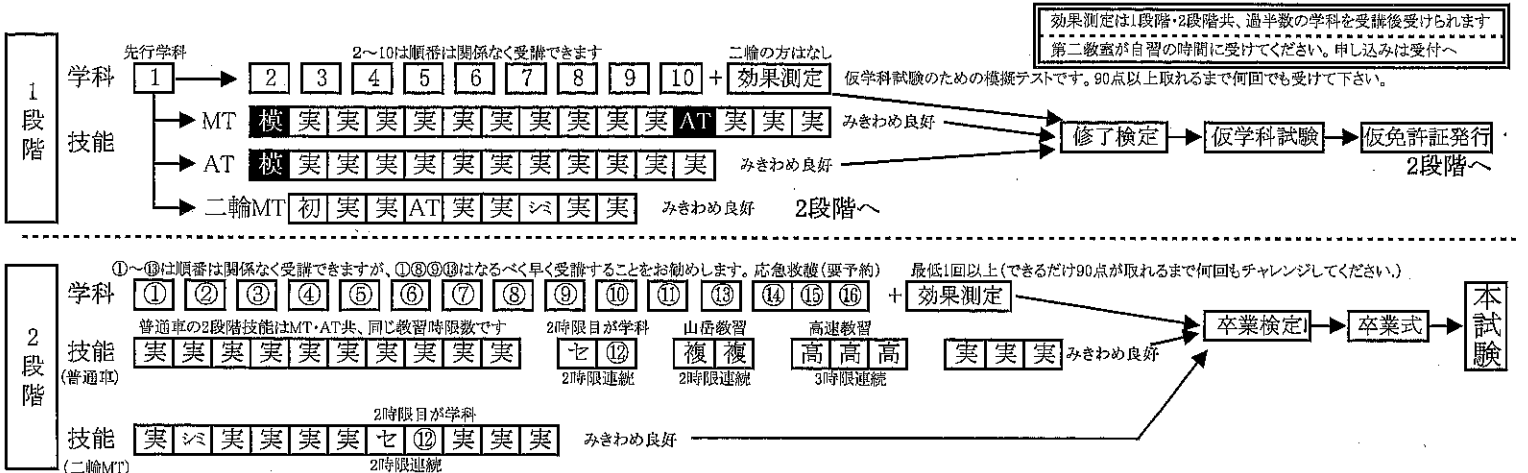 効果測定は1段階・2段階共、過半数の学科を受講後受けられます
第二教室が自習の時間に受けてください。申し込みは受付へ
1段階
先行学科
2～10は順番は関係なく受講できます
二輪の方はなし
学科 1 2 3 4 5 6 7 8 9 10 + 効果測定 仮学科試験のための模擬テストです。90点以上取れるまで何回でも受けて下さい。
技能
MT 模 実 実 実 実 実 実 実 実 実 実 AT 実 実 実 みきわめ良好
修了検定 仮学科試験 仮免許証発行
2段階へ
AT 模 実 実 実 実 実 実 実 実 実 実 実 みきわめ良好
二輪MT 初 実 実 AT 実 実 シミ 実 実 みきわめ良好 2段階へ
2段階
①～⑬は順番は関係なく受講できますが、①⑧⑨⑬はなるべく早く受講することをお勧めします。 応急救護(要予約) 最低1回以上(できるだけ90点が取れるまで何回もチャレンジしてください。)
学科 ① ② ③ ④ ⑤ ⑥ ⑦ ⑧ ⑨ ⑩ ⑪ ⑬ ⑭ ⑮ ⑯ + 効果測定
普通車の2段階技能はMT・AT共、同じ教習時限数です 2時限目が学科 山岳教習 高速教習
卒業検定 卒業式 本試験
技能 実 実 実 実 実 実 実 実 実 実 セ ⑫ 複 複 高 高 高 実 実 実 みきわめ良好
(普通車) 2時限連続 2時限連続 3時限連続
2時限目が学科
技能 実 シミ 実 実 実 実 セ ⑫ 実 実 実 みきわめ良好
(二輪MT) 2時限連続